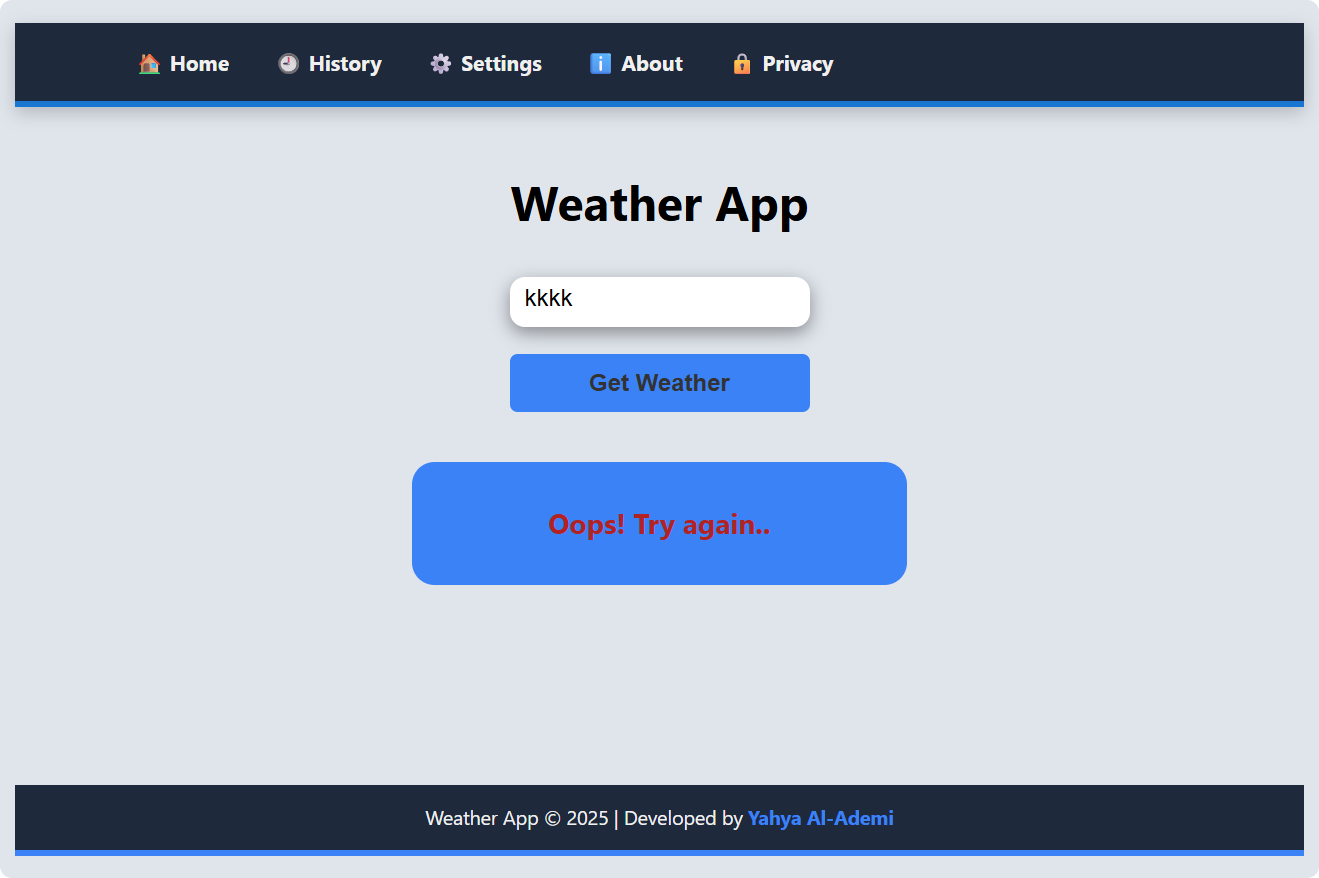 Home History Settings About Privacy
Weather App
kkkk
Get Weather
Oops! Try again..
Weather App © 2025 | Developed by Yahya Al-Ademi